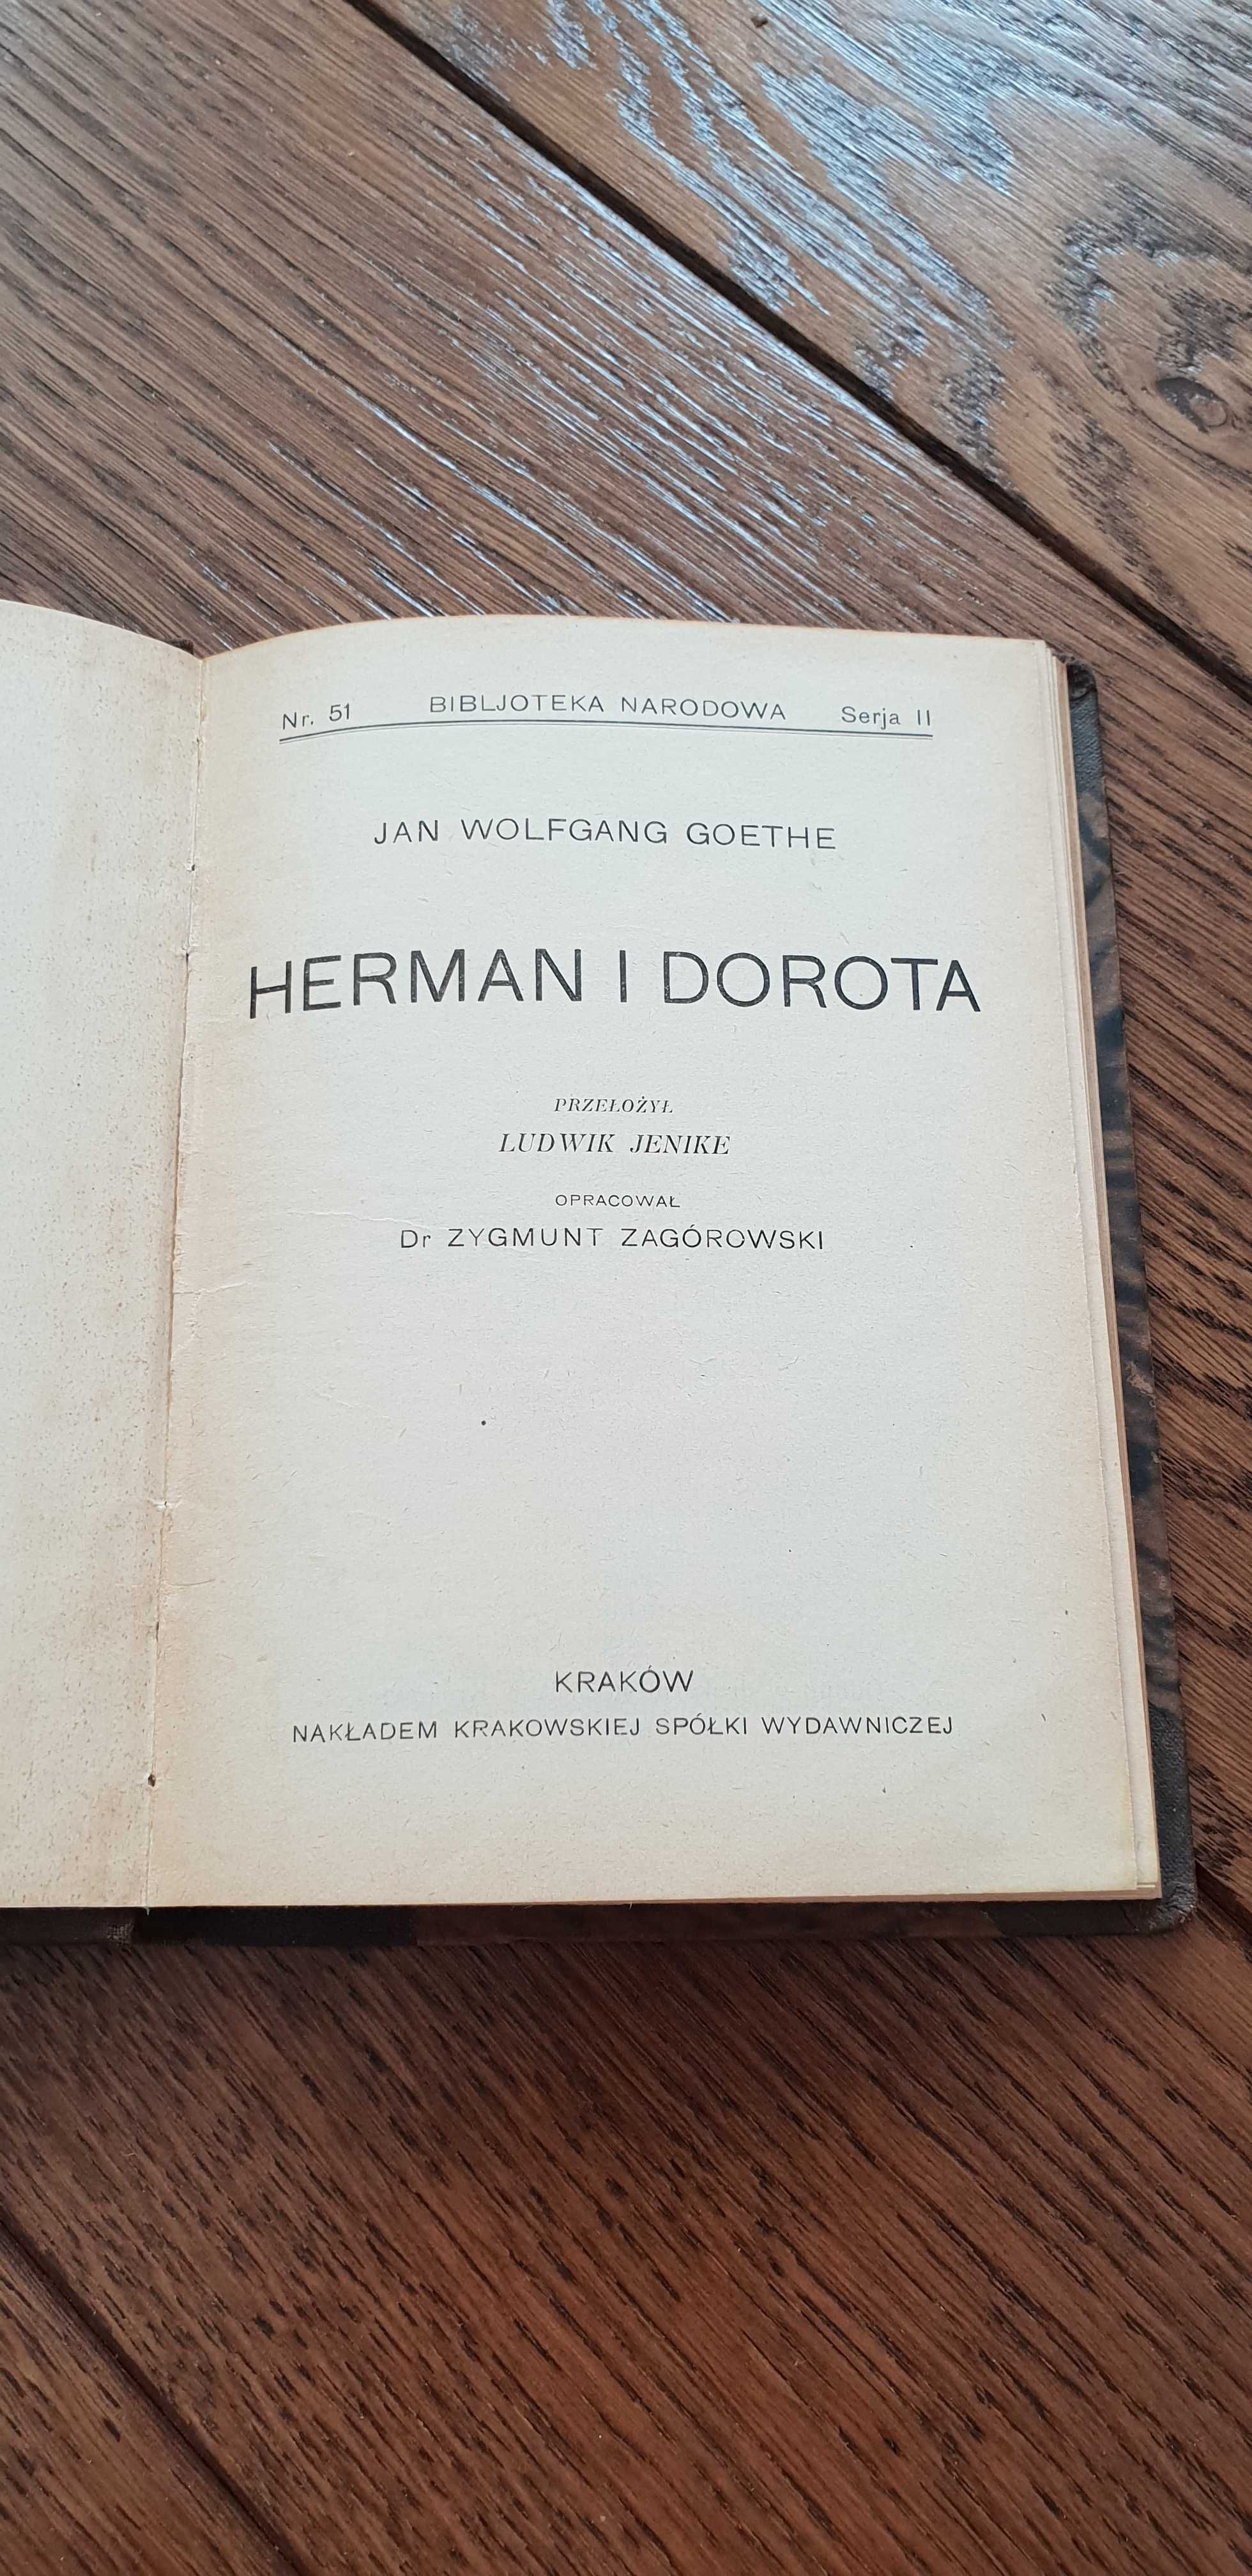 Nr. 51 BIBLJOTEKA NARODOWA Serja II
JAN WOLFGANG GOETHE
HERMAN I DOROTA
PRZEŁOŻYŁ
LUDWIK JENIKE
OPRACOWAŁ
Dr ZYGMUNT ZAGÓROWSKI
KRAKÓW
NAKŁADEM KRAKOWSKIEJ SPÓŁKI WYDAWNICZEJ